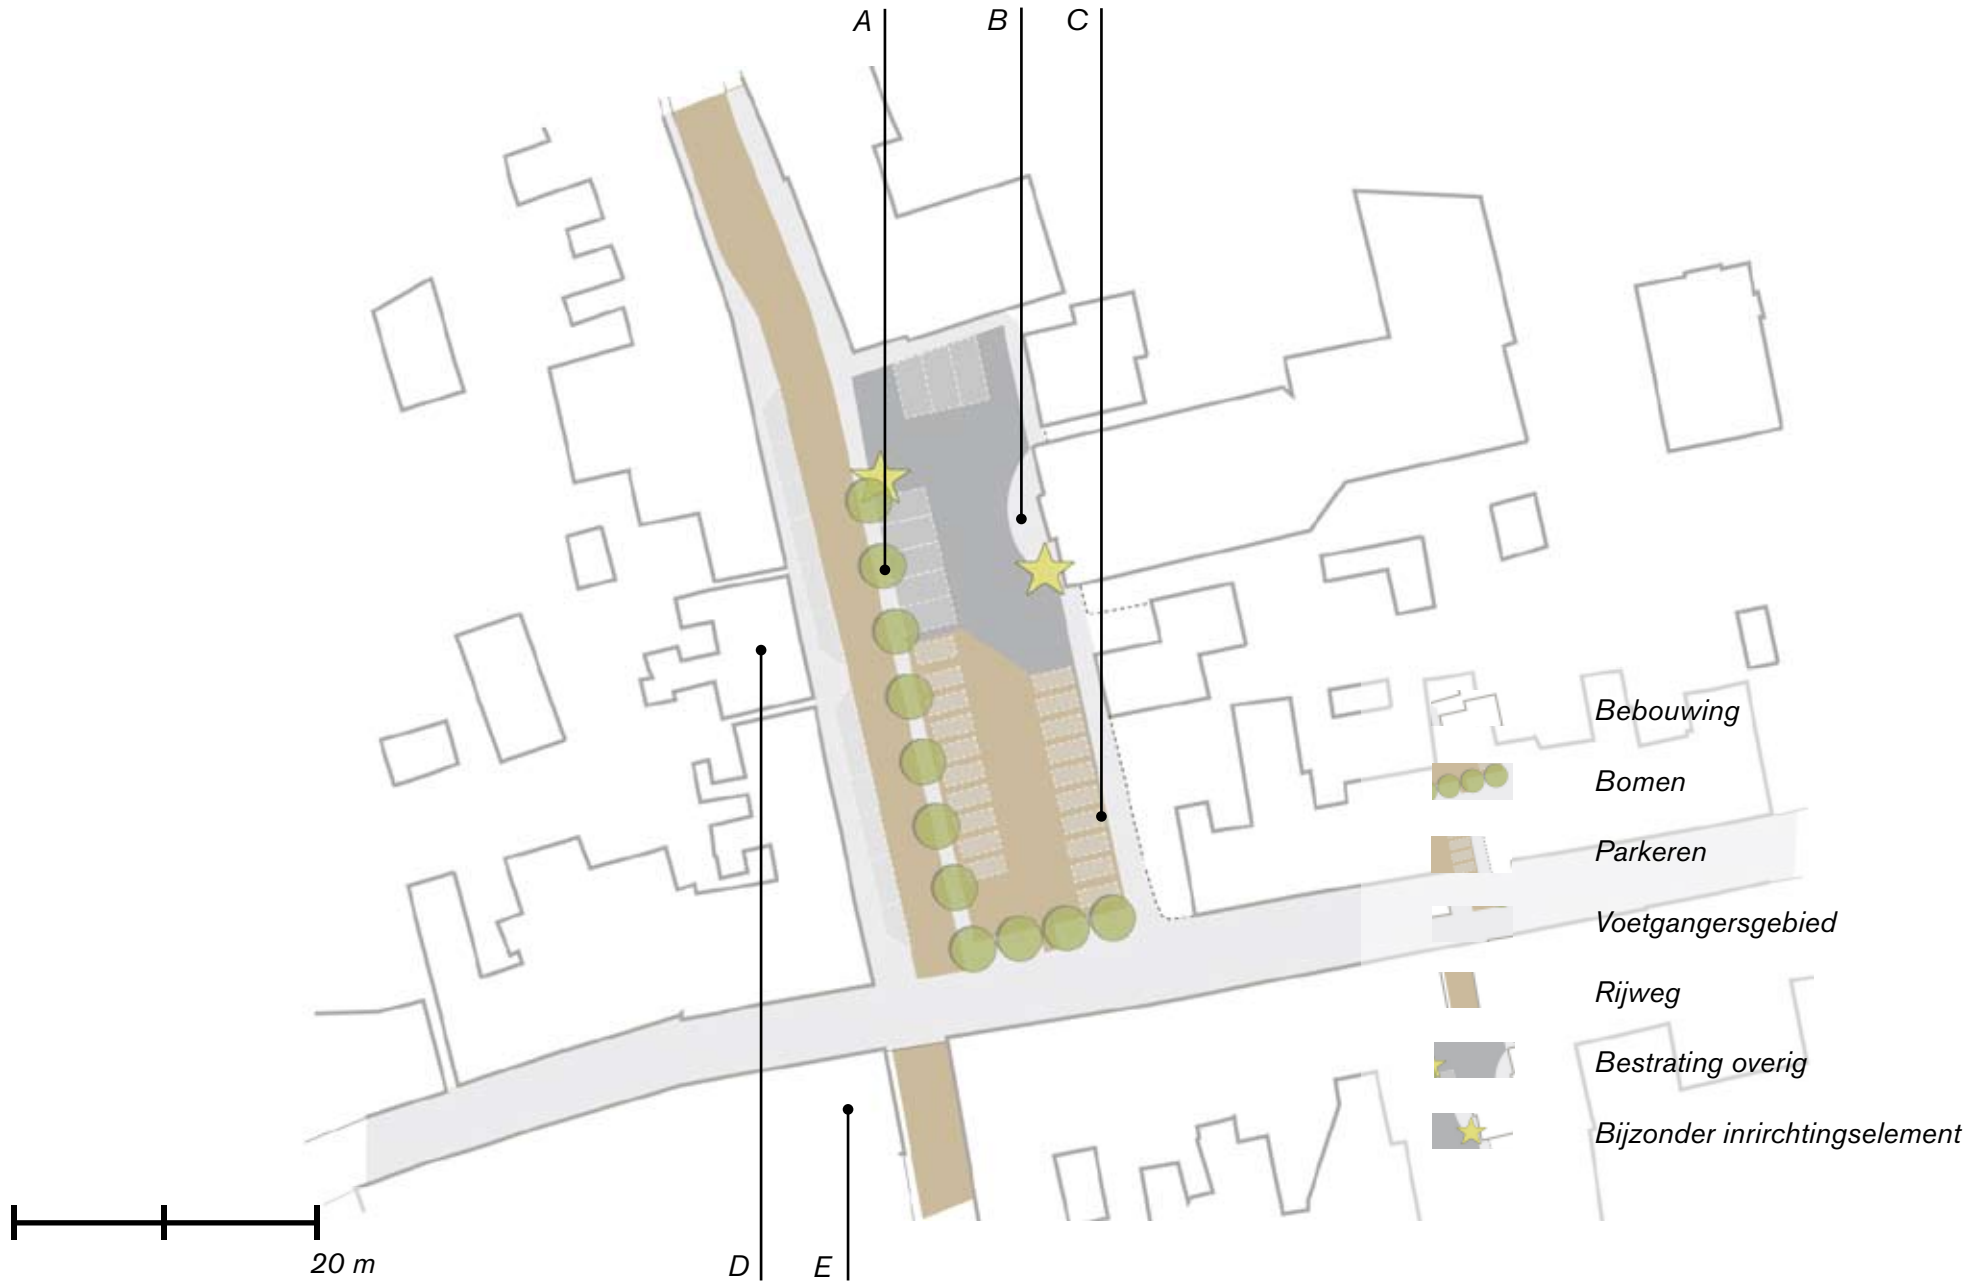 A
B
C
Bebouwing
Bomen
Parkeren
Voetgangersgebied
Rijweg
Bestrating overig
Bijzonder inrirchtingselement
20 m
D
E